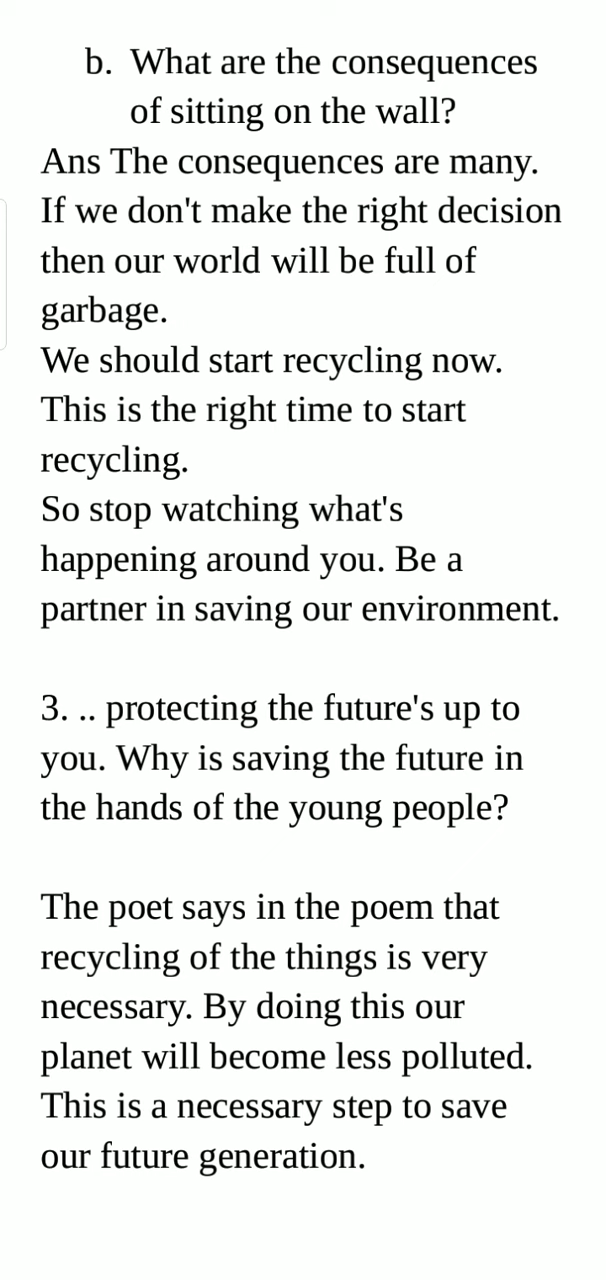 b. What are the consequences
of sitting on the wall?
Ans The consequences are many.
If we don't make the right decision
then our world will be full of
garbage.
We should start recycling now.
This is the right time to start
recycling.
So stop watching what's
happening around you. Be a
partner in saving our environment.
3. .. protecting the future's up to
you. Why is saving the future in
the hands of the young people?
The poet says in the poem that
recycling of the things is very
necessary. By doing this our
planet will become less polluted.
This is a necessary step to save
our future generation.